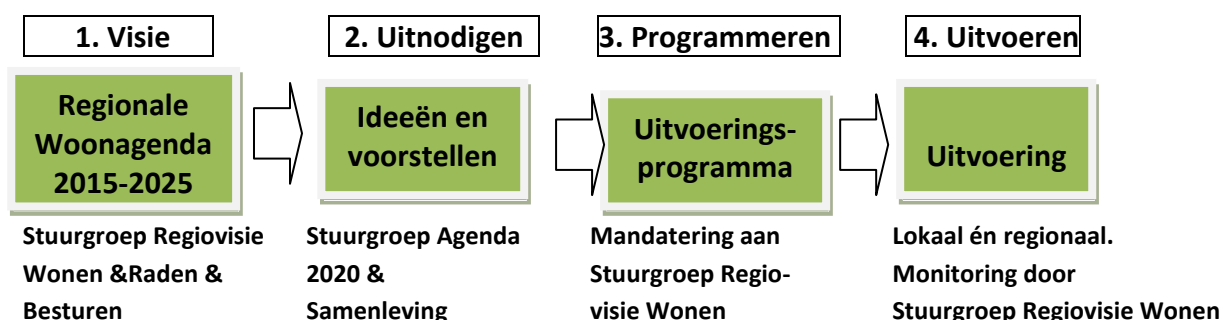 1. Visie
2. Uitnodigen
3. Programmeren
4. Uitvoeren
Regionale
Woonagenda
2015-2025
Ideeën en
voorstellen
Uitvoerings-
programma
Uitvoering
Stuurgroep Regiovisie
Wonen &Raden &
Besturen
Stuurgroep Agenda
2020 &
Samenleving
Mandatering aan
Stuurgroep Regio-
visie Wonen
Lokaal én regionaal.
Monitoring door
Stuurgroep Regiovisie Wonen